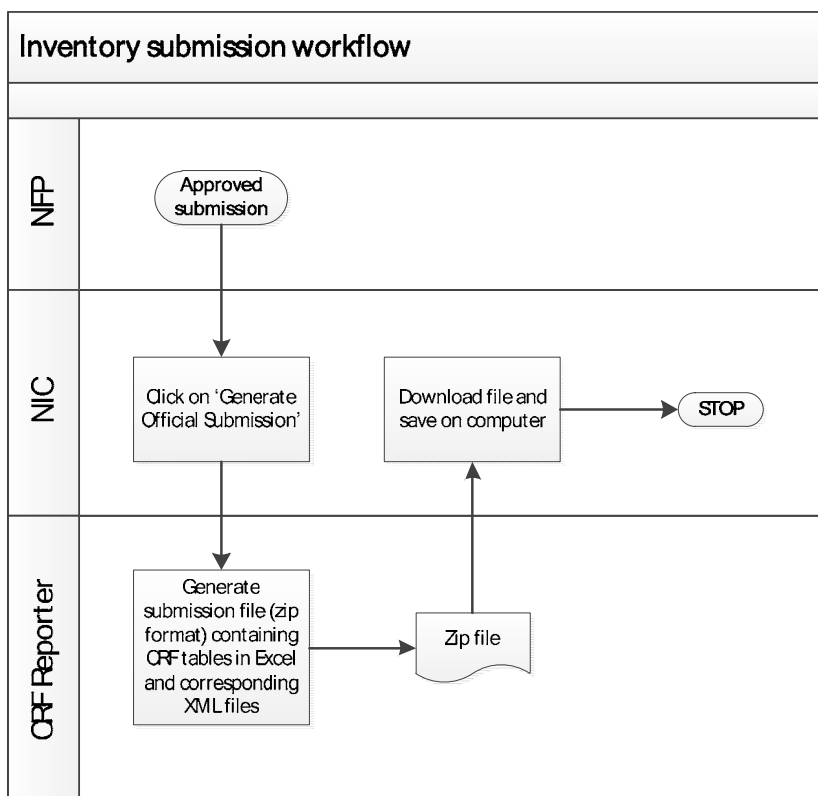 Inventory submission workflow
NFP
Approved
submission
NIC
Click on ‘Generate
Official Submission’
Download file and
save on computer
STOP
CRF Reporter
Generate
submission file (zip
format) containing
CRF tables in Excel
and corresponding
XML files
Zip file